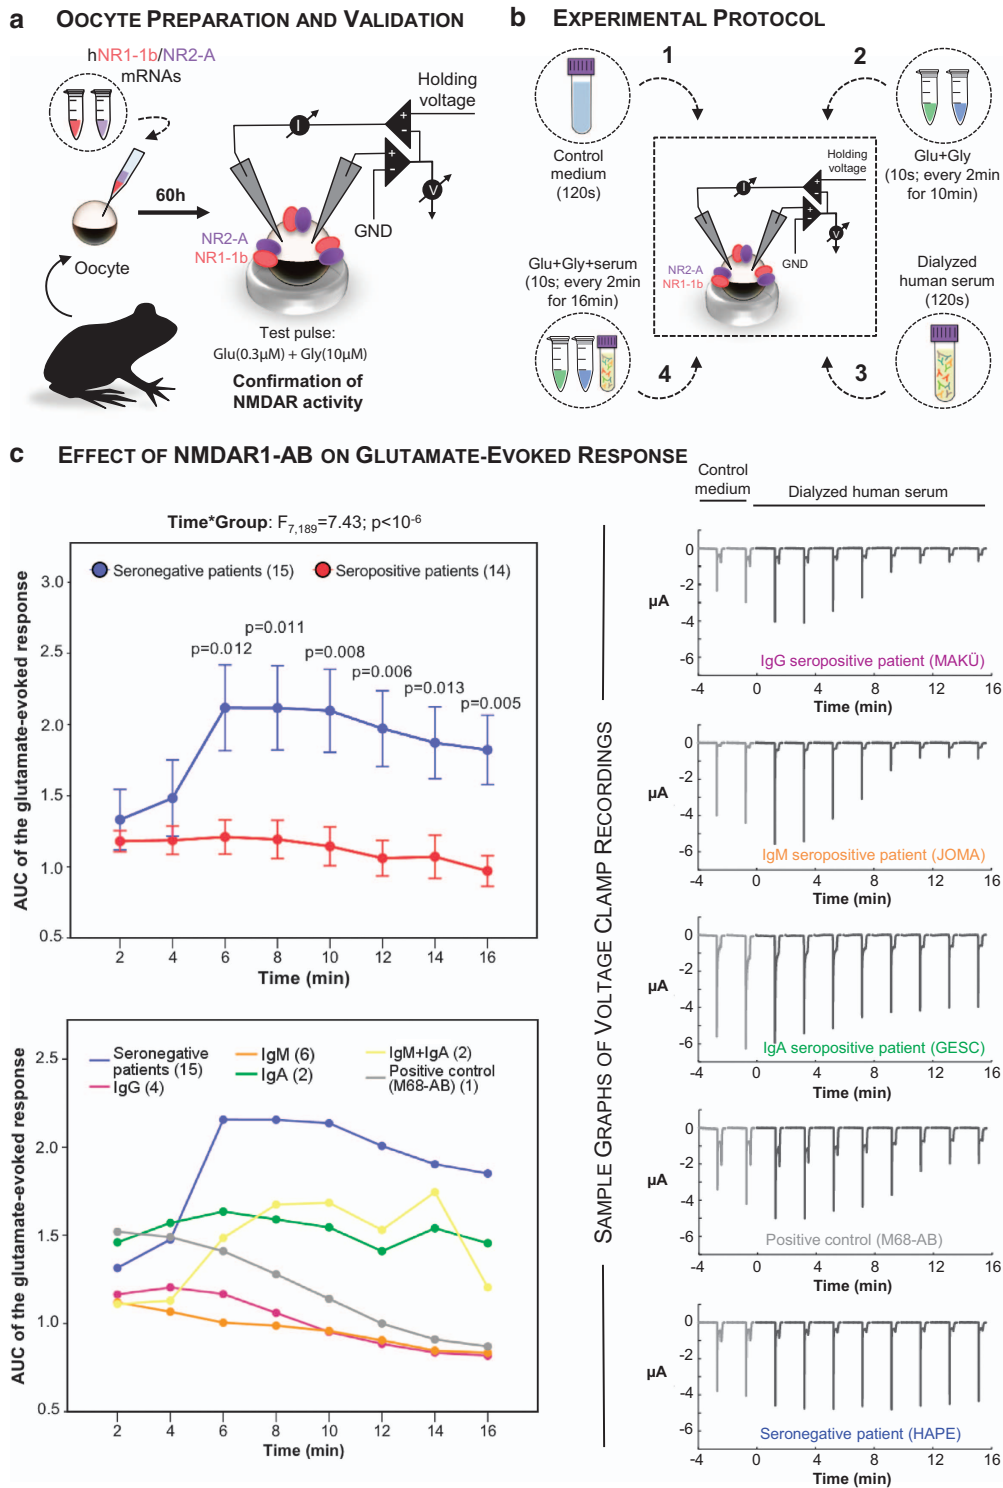 a OOCYTE PREPARATION AND VALIDATION
hNR1-1b/NR2-A
mRNAs
60h
Oocyte
Holding
voltage
I
+
-
+
-
V
GND
NR2-A
NR1-1b
Test pulse:
Glu(0.3µM) + Gly(10µM)
Confirmation of
NMDAR activity
b EXPERIMENTAL PROTOCOL
1
2
Control
medium
(120s)
Glu+Gly
(10s; every 2min
for 10min)
Holding
voltage
I
+
-
+
-
V
GND
NR2-A
NR1-1b
Glu+Gly+serum
(10s; every 2min
for 16min)
Dialyzed
human serum
(120s)
4
3
c EFFECT OF NMDAR1-AB ON GLUTAMATE-EVOKED RESPONSE
Time*Group: F7,189=7.43; p<10-6
Seronegative patients (15)
Seropositive patients (14)
AUC of the glutamate-evoked response
3.0
2.5
2.0
1.5
1.0
0.5
p=0.012
p=0.011
p=0.008
p=0.006
p=0.013
p=0.005
2 4 6 8 10 12 14 16
Time (min)
Seronegative
patients (15)
IgG (4)
IgM (6)
IgA (2)
IgM+IgA (2)
Positive control
(M68-AB) (1)
AUC of the glutamate-evoked response
2.5
2.0
1.5
1.0
0.5
2 4 6 8 10 12 14 16
Time (min)
SAMPLE GRAPHS OF VOLTAGE CLAMP RECORDINGS
Control
medium
Dialyzed human serum
0
-2
µA
-4
-6
IgG seropositive patient (MAKÜ)
-4 0 4 8 12 16
Time (min)
0
-2
µA
-4
-6
IgM seropositive patient (JOMA)
-4 0 4 8 12 16
Time (min)
0
-2
µA
-4
-6
IgA seropositive patient (GESC)
-4 0 4 8 12 16
Time (min)
0
-2
µA
-4
-6
Positive control (M68-AB)
-4 0 4 8 12 16
Time (min)
0
-2
µA
-4
-6
Seronegative patient (HAPE)
-4 0 4 8 12 16
Time (min)